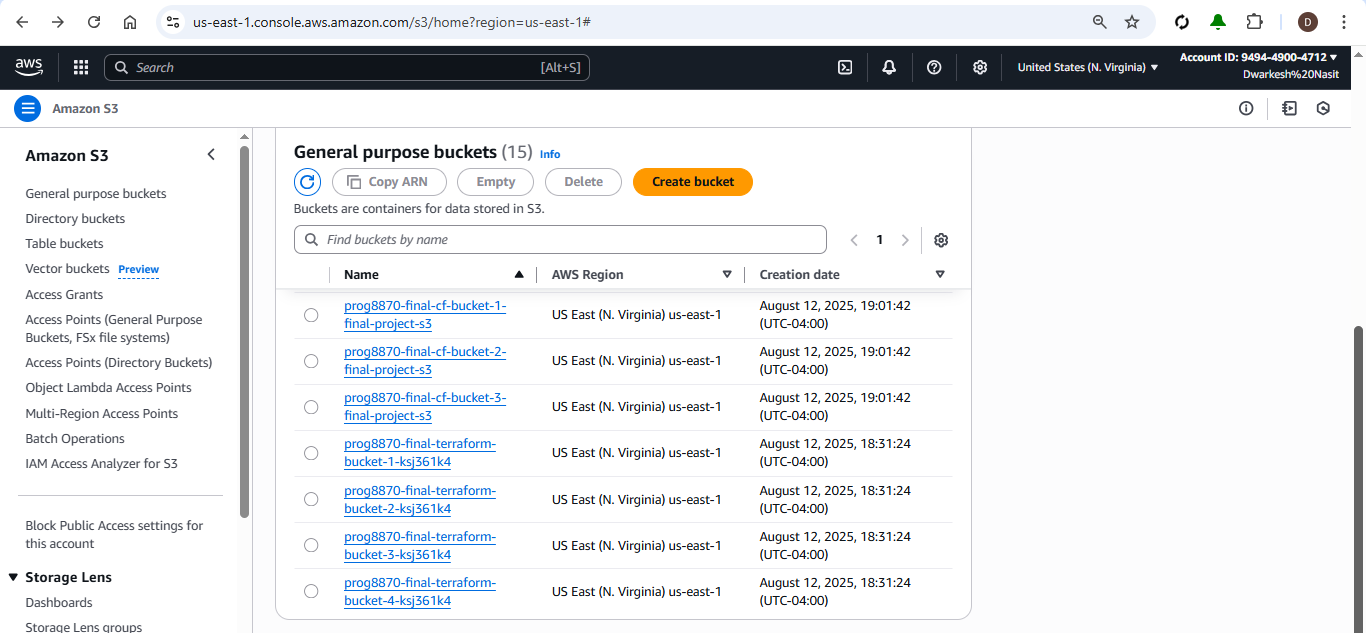 us-east-1.console.aws.amazon.com/s3/home?region=us-east-1#
D
aws
Search
[Alt+S]
United States (N. Virginia)
Account ID: 9494-4900-4712
Dwarkesh%20Nasit
Amazon S3
Amazon S3
General purpose buckets
Directory buckets
Table buckets
Vector buckets Preview
Access Grants
Access Points (General Purpose
Buckets, FSx file systems)
Access Points (Directory Buckets)
Object Lambda Access Points
Multi-Region Access Points
Batch Operations
IAM Access Analyzer for S3
Block Public Access settings for
this account
Storage Lens
Dashboards
Storage Lens groups
General purpose buckets (15) Info
Copy ARN
Empty
Delete
Create bucket
Buckets are containers for data stored in S3.
Find buckets by name
1
Name
AWS Region
Creation date
prog8870-final-cf-bucket-1-
final-project-s3
US East (N. Virginia) us-east-1
August 12, 2025, 19:01:42
(UTC-04:00)
prog8870-final-cf-bucket-2-
final-project-s3
US East (N. Virginia) us-east-1
August 12, 2025, 19:01:42
(UTC-04:00)
prog8870-final-cf-bucket-3-
final-project-s3
US East (N. Virginia) us-east-1
August 12, 2025, 19:01:42
(UTC-04:00)
prog8870-final-terraform-
bucket-1-ksj361k4
US East (N. Virginia) us-east-1
August 12, 2025, 18:31:24
(UTC-04:00)
prog8870-final-terraform-
bucket-2-ksj361k4
US East (N. Virginia) us-east-1
August 12, 2025, 18:31:24
(UTC-04:00)
prog8870-final-terraform-
bucket-3-ksj361k4
US East (N. Virginia) us-east-1
August 12, 2025, 18:31:24
(UTC-04:00)
prog8870-final-terraform-
bucket-4-ksj361k4
US East (N. Virginia) us-east-1
August 12, 2025, 18:31:24
(UTC-04:00)